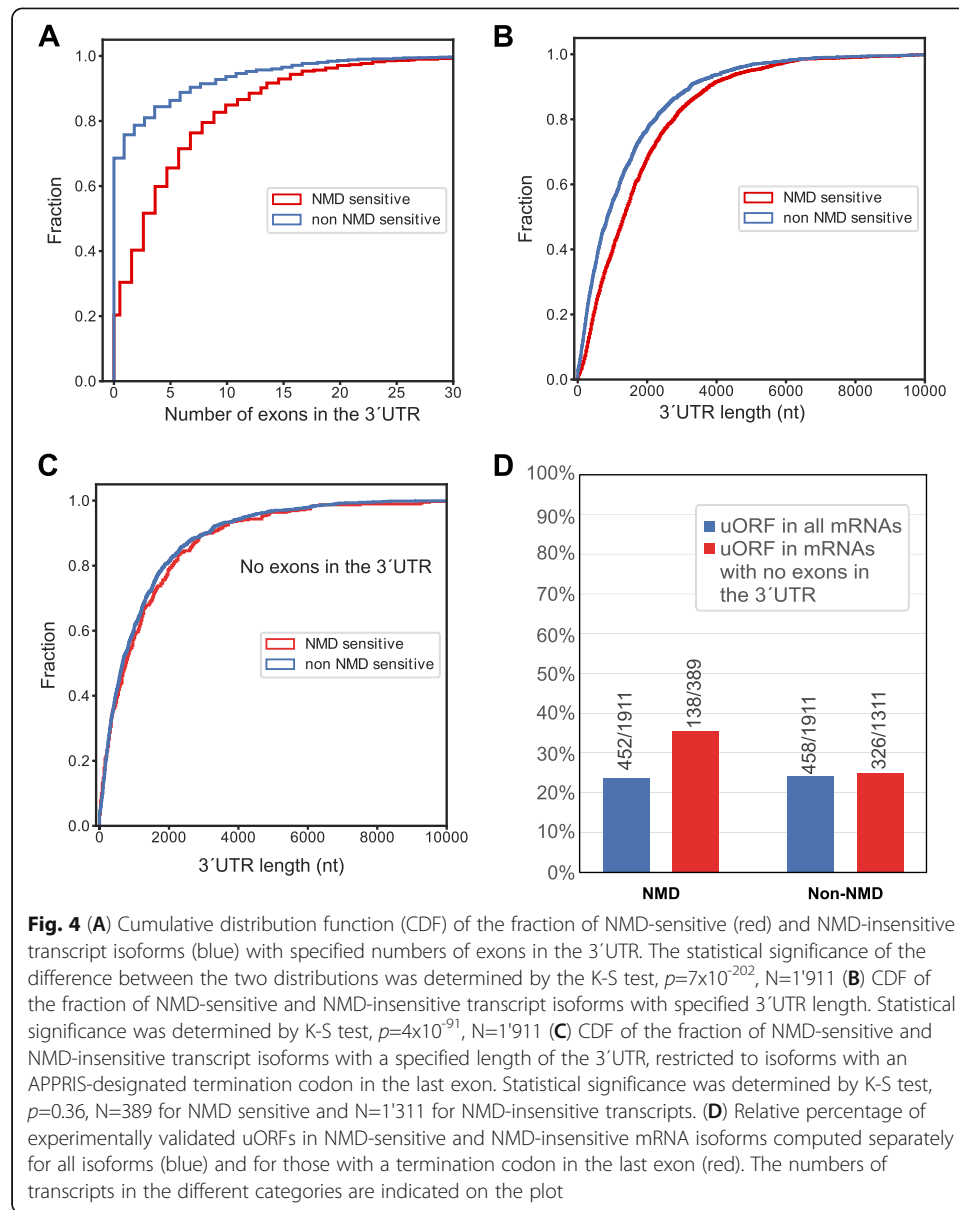 A
1.0
0.8
0.6
0.4
0.2
0.0
Fraction
NMD sensitive
non NMD sensitive
0 5 10 15 20 25 30
Number of exons in the 3´UTR
B
1.0
0.8
0.6
0.4
0.2
0.0
Fraction
NMD sensitive
non NMD sensitive
0 2000 4000 6000 8000 10000
3´UTR length (nt)
C
1.0
0.8
0.6
0.4
0.2
0.0
Fraction
No exons in the 3´UTR
NMD sensitive
non NMD sensitive
0 2000 4000 6000 8000 10000
3´UTR length (nt)
D
100%
90%
80%
70%
60%
50%
40%
30%
20%
10%
0%
uORF in all mRNAs
uORF in mRNAs
with no exons in
the 3´UTR
452/1911
138/389
458/1911
326/1311
NMD
Non-NMD
Fig. 4 (A) Cumulative distribution function (CDF) of the fraction of NMD-sensitive (red) and NMD-insensitive
transcript isoforms (blue) with specified numbers of exons in the 3´UTR. The statistical significance of the
difference between the two distributions was determined by the K-S test, p=7x10⁻²⁰², N=1'911 (B) CDF of
the fraction of NMD-sensitive and NMD-insensitive transcript isoforms with specified 3´UTR length. Statistical
significance was determined by K-S test, p=4x10⁻⁹¹, N=1'911 (C) CDF of the fraction of NMD-sensitive and
NMD-insensitive transcript isoforms with a specified length of the 3´UTR, restricted to isoforms with an
APPRIS-designated termination codon in the last exon. Statistical significance was determined by K-S test,
p=0.36, N=389 for NMD sensitive and N=1'311 for NMD-insensitive transcripts. (D) Relative percentage of
experimentally validated uORFs in NMD-sensitive and NMD-insensitive mRNA isoforms computed separately
for all isoforms (blue) and for those with a termination codon in the last exon (red). The numbers of
transcripts in the different categories are indicated on the plot